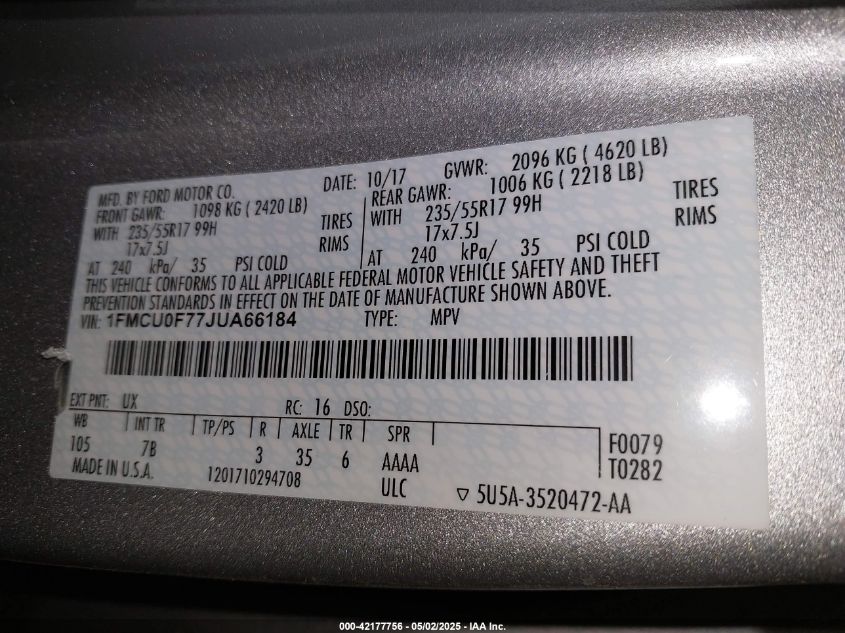 MFD. BY FORD MOTOR CO. DATE: 10/17 GVWR: 2096 KG ( 4620 LB)
FRONT GAWR: 1098 KG ( 2420 LB) REAR GAWR: 1006 KG ( 2218 LB)
WITH 235/55R17 99H TIRES WITH 235/55R17 99H TIRES
17x7.5J RIMS 17x7.5J RIMS
AT 240 kPa/ 35 PSI COLD AT 240 kPa/ 35 PSI COLD
THIS VEHICLE CONFORMS TO ALL APPLICABLE FEDERAL MOTOR VEHICLE SAFETY AND THEFT
PREVENTION STANDARDS IN EFFECT ON THE DATE OF MANUFACTURE SHOWN ABOVE.
VIN: 1FMCU0F77JUA66184 TYPE: MPV
EXT PNT: UX RC: 16 DSO:
WB INT TR TP/PS R AXLE TR SPR
105 7B 3 35 6 AAAA F0079
MADE IN U.S.A. 1201710294708 ULC T0282
▽ 5U5A-3520472-AA
000-42177756 - 05/02/2025 - IAA Inc.